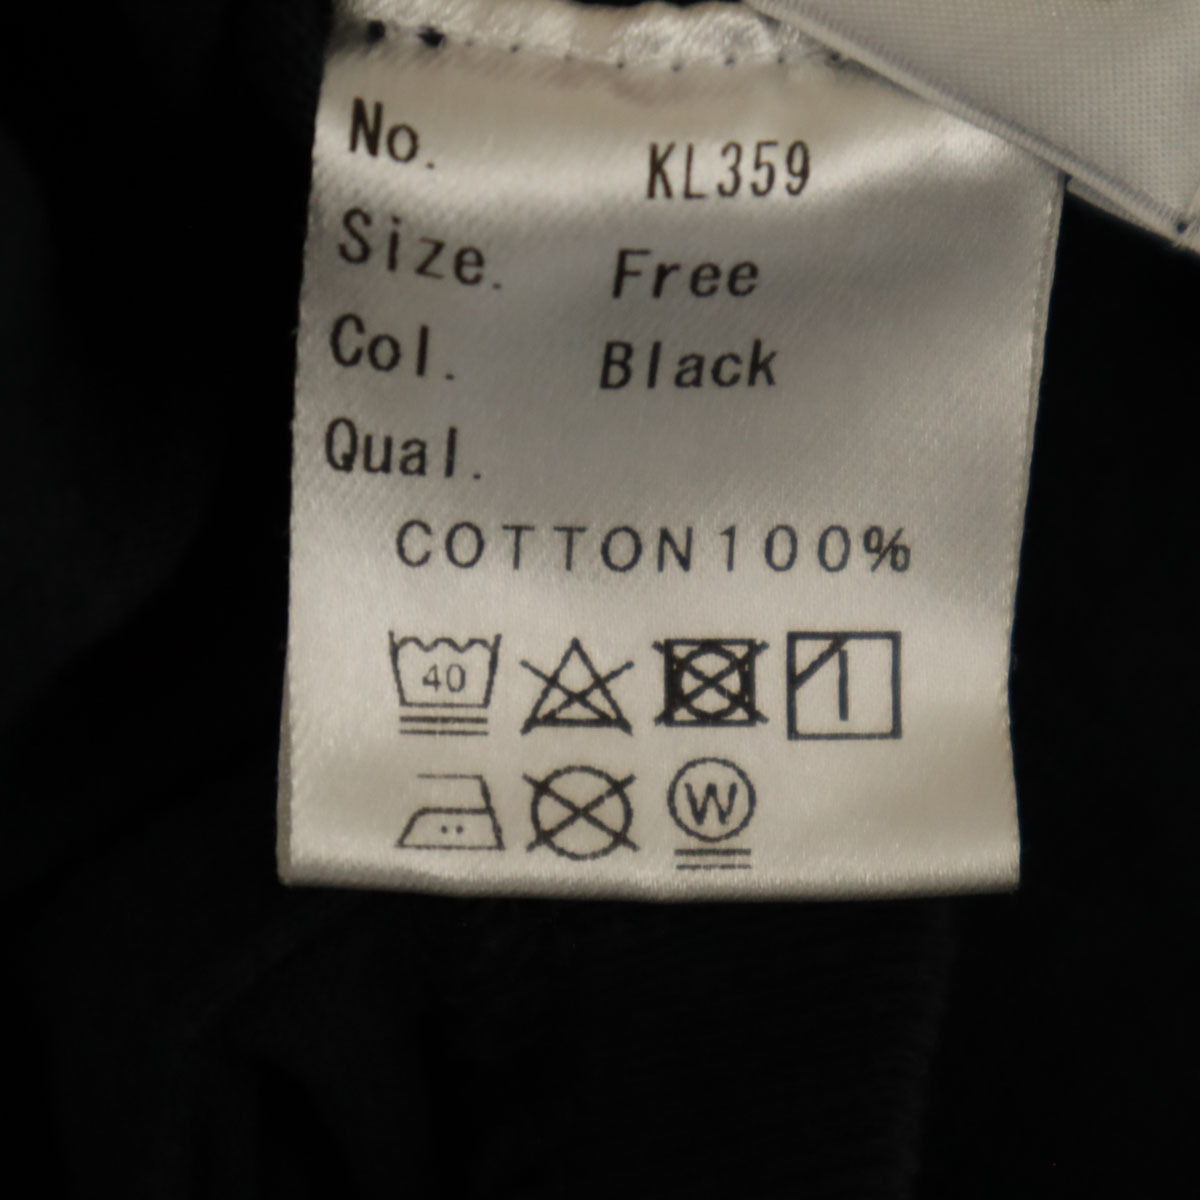 No. KL359
Size. Free
Col. Black
Qual.
COTTON100%
40
W